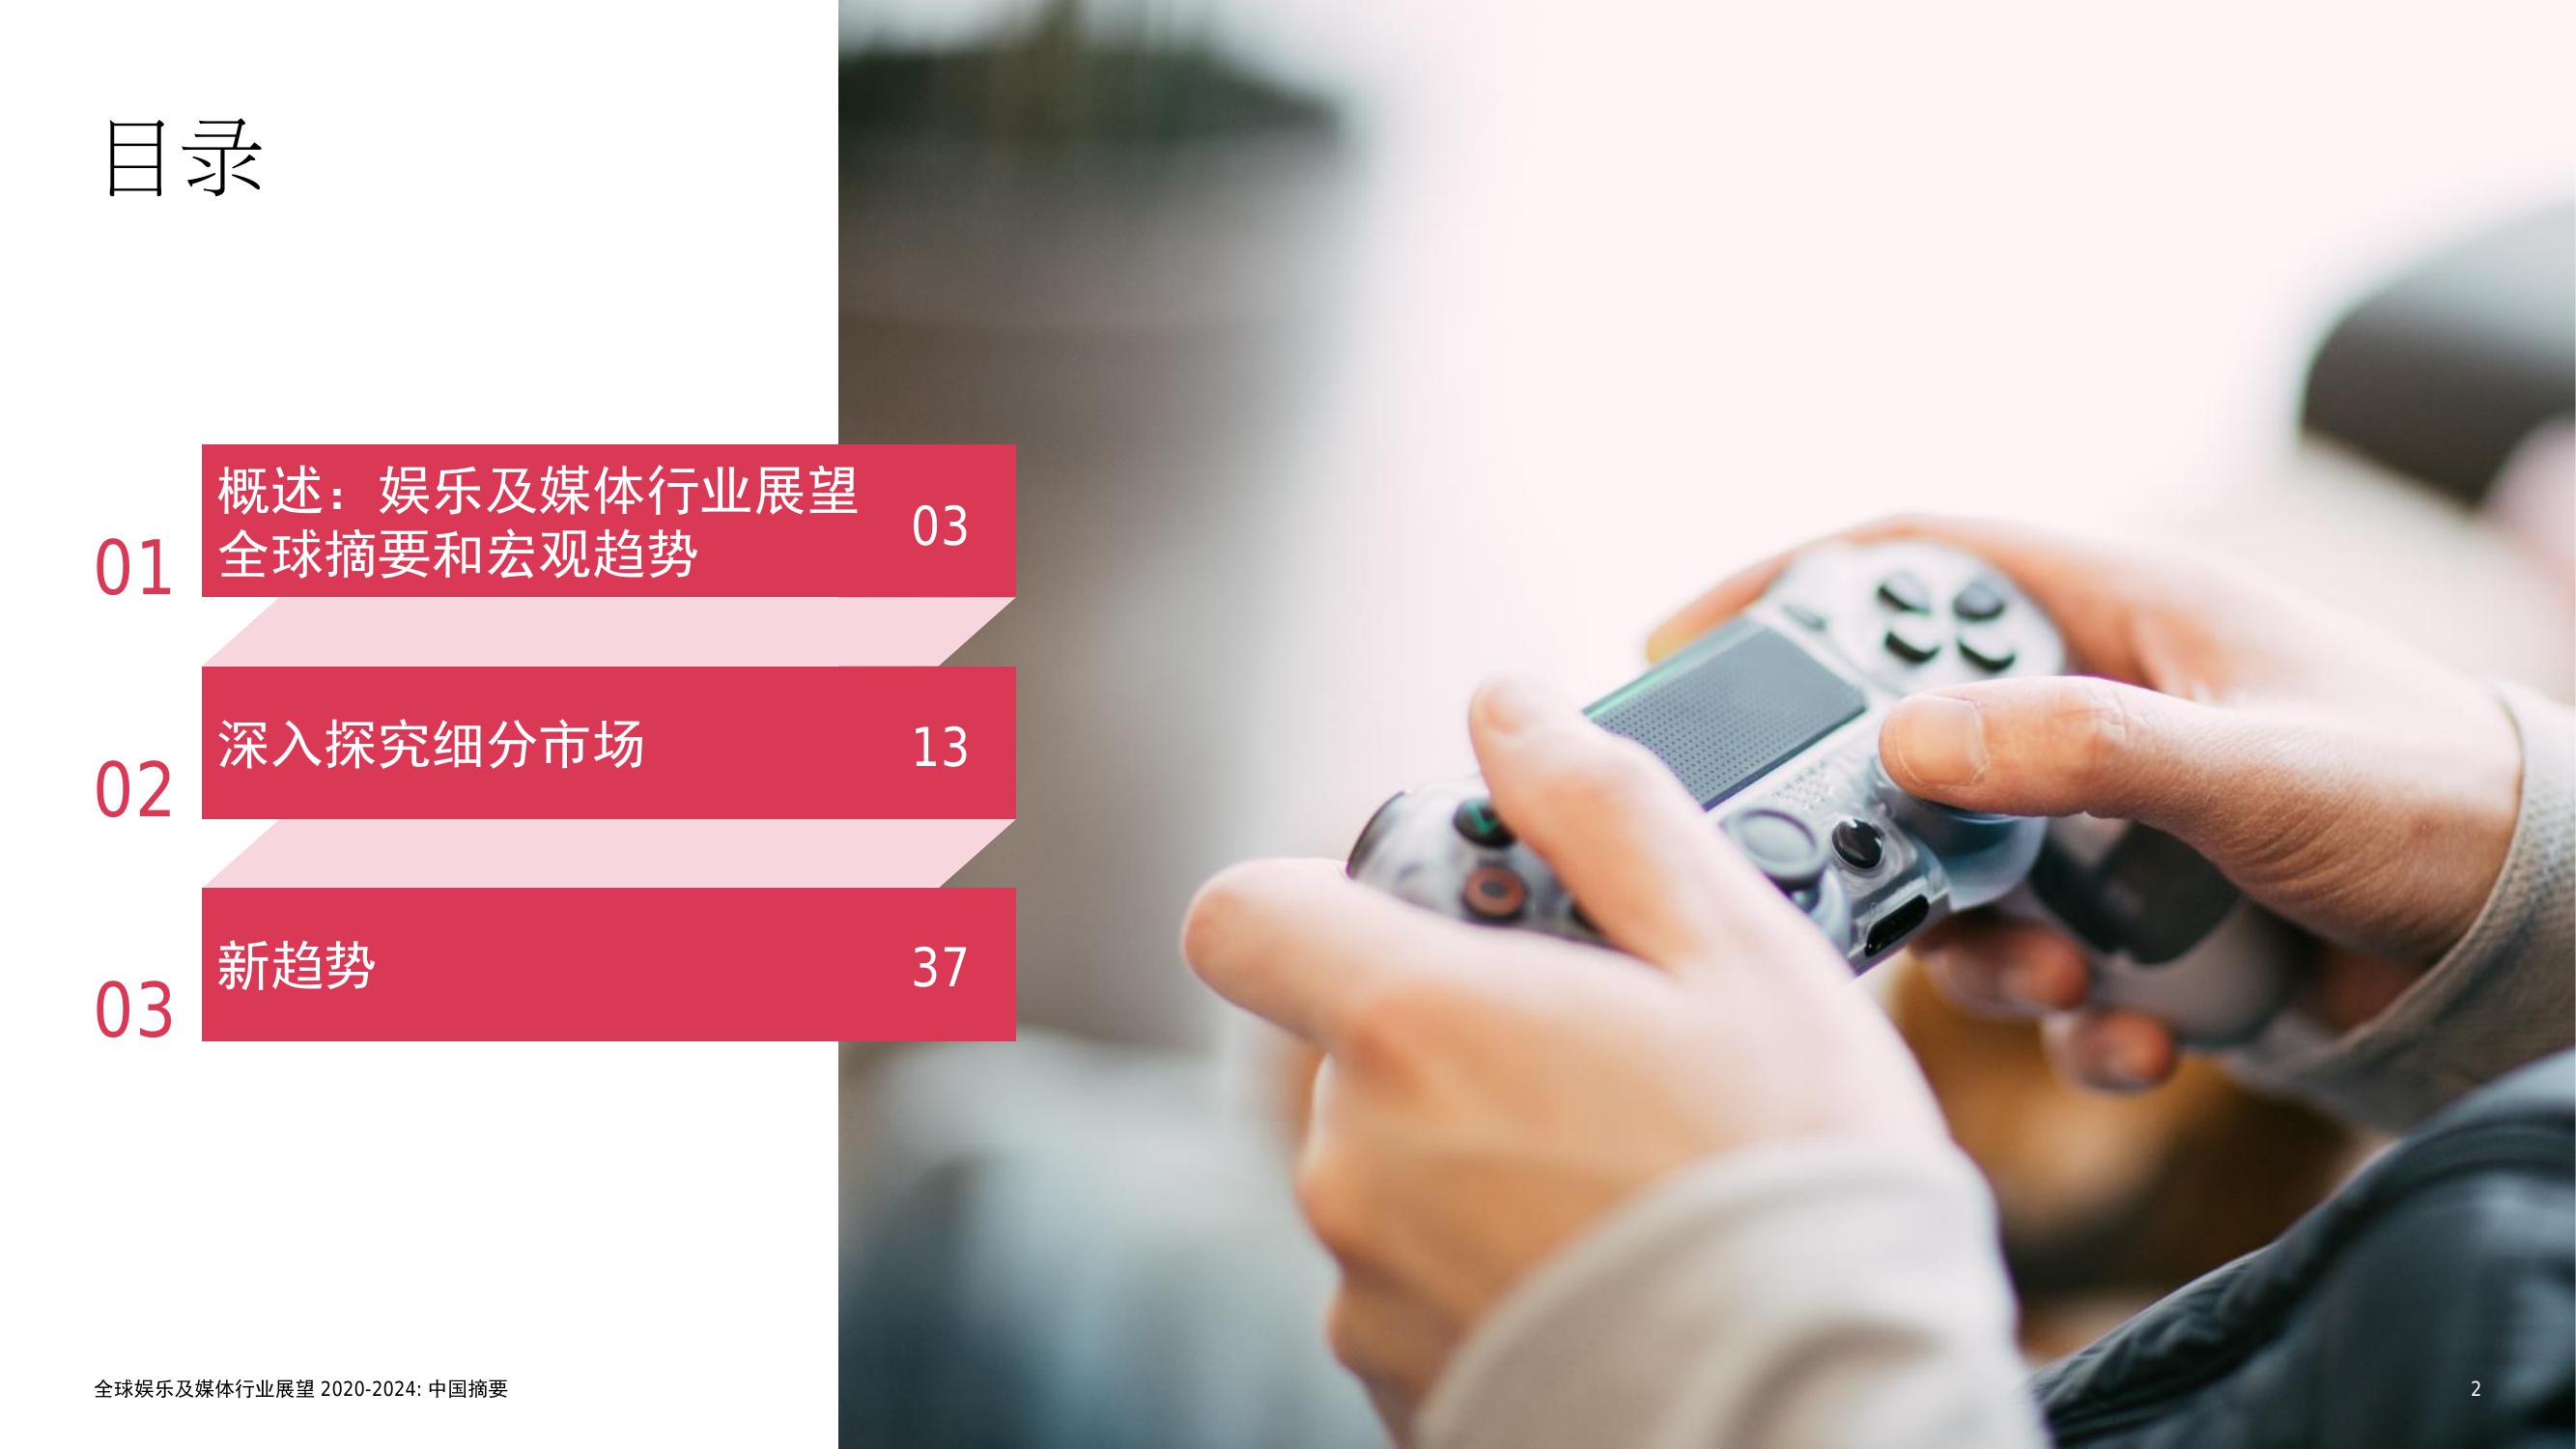 目录
01
概述：娱乐及媒体行业展望
全球摘要和宏观趋势
03
02
深入探究细分市场
13
03
新趋势
37
全球娱乐及媒体行业展望 2020-2024: 中国摘要
2